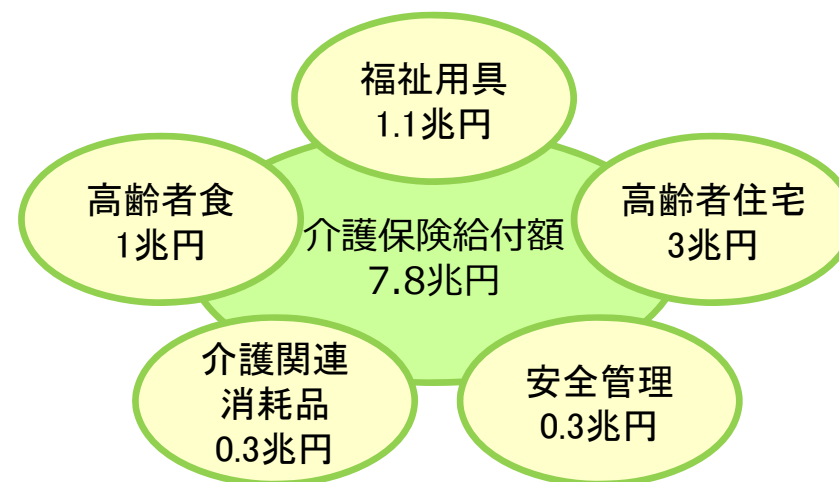 福祉用具
1.1兆円
高齢者食
1兆円
介護保険給付額
7.8兆円
高齢者住宅
3兆円
介護関連
消耗品
0.3兆円
安全管理
0.3兆円